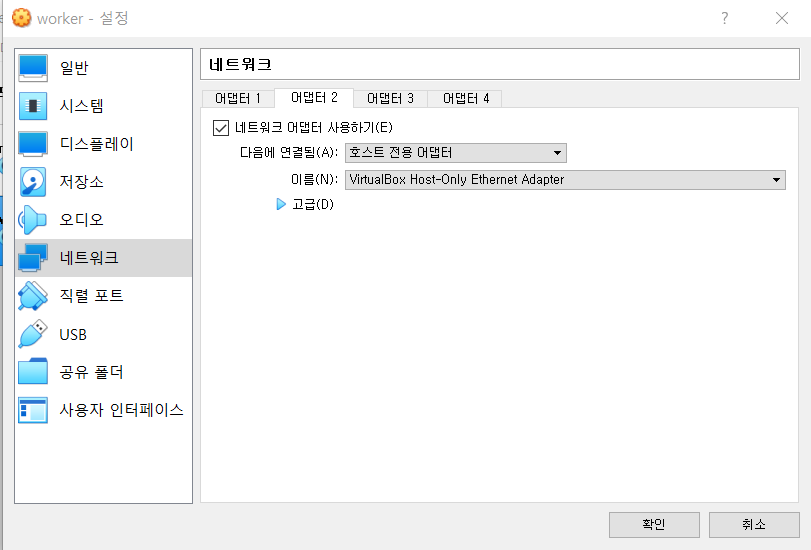 worker - 설정
?
일반
시스템
디스플레이
저장소
오디오
네트워크
직렬 포트
USB
공유 폴더
사용자 인터페이스
네트워크
어댑터 1 어댑터 2 어댑터 3 어댑터 4
네트워크 어댑터 사용하기(E)
다음에 연결됨(A): 호스트 전용 어댑터
이름(N): VirtualBox Host-Only Ethernet Adapter
고급(D)
확인 취소